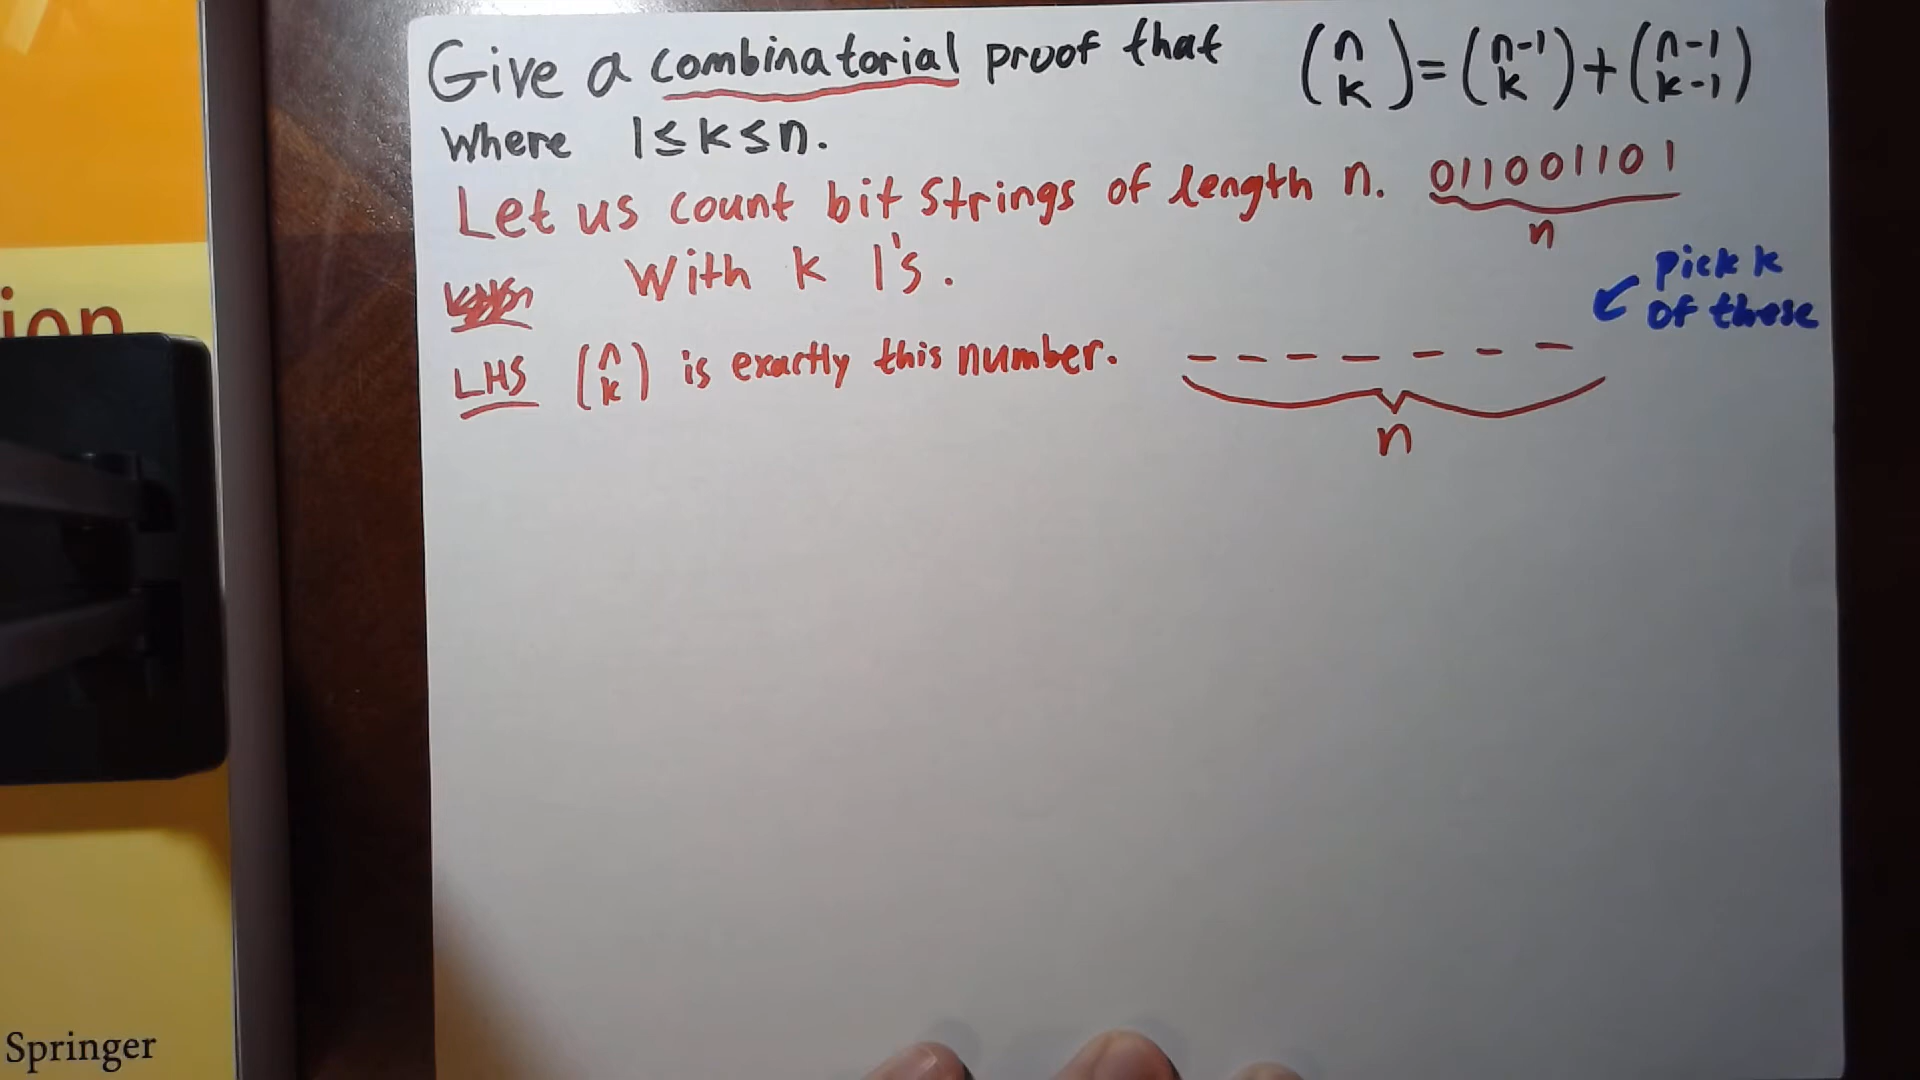 Give a combinatorial proof that (n k) = (n-1 k) + (n-1 k-1)
where 1 ≤ k ≤ n.
Let us count bit strings of length n. 011001101
n
with k 1's.
pick k
of these
LHS (n k) is exactly this number. _ _ _ _ _ _ _
n
Springer